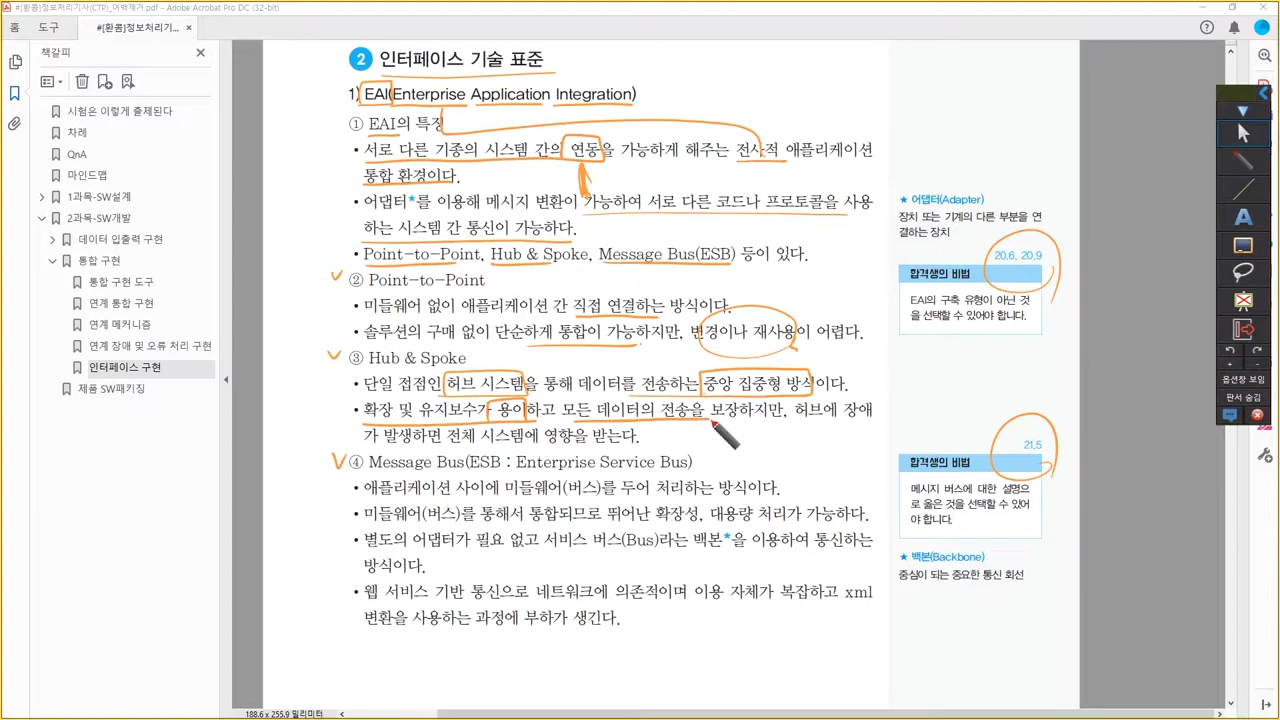 #[환콤]정보처리기사(CTP)_여백제거.pdf - Adobe Acrobat Pro DC (32-bit)
홈 도구 #[환콤]정보처리기... ×
책갈피
시험은 이렇게 출제된다
차례
QnA
마인드맵
1과목-SW설계
2과목-SW개발
데이터 입출력 구현
통합 구현
통합 구현 도구
연계 통합 구현
연계 메커니즘
연계 장애 및 오류 처리 구현
인터페이스 구현
제품 SW패키징
2 인터페이스 기술 표준
1) EAI(Enterprise Application Integration)
① EAI의 특징
• 서로 다른 기종의 시스템 간의 연동을 가능하게 해주는 전사적 애플리케이션
통합 환경이다.
• 어댑터★를 이용해 메시지 변환이 가능하여 서로 다른 코드나 프로토콜을 사용
하는 시스템 간 통신이 가능하다.
• Point-to-Point, Hub & Spoke, Message Bus(ESB) 등이 있다.
② Point-to-Point
• 미들웨어 없이 애플리케이션 간 직접 연결하는 방식이다.
• 솔루션의 구매 없이 단순하게 통합이 가능하지만, 변경이나 재사용이 어렵다.
③ Hub & Spoke
• 단일 접점인 허브 시스템을 통해 데이터를 전송하는 중앙 집중형 방식이다.
• 확장 및 유지보수가 용이하고 모든 데이터의 전송을 보장하지만, 허브에 장애
가 발생하면 전체 시스템에 영향을 받는다.
④ Message Bus(ESB : Enterprise Service Bus)
• 애플리케이션 사이에 미들웨어(버스)를 두어 처리하는 방식이다.
• 미들웨어(버스)를 통해서 통합되므로 뛰어난 확장성, 대용량 처리가 가능하다.
• 별도의 어댑터가 필요 없고 서비스 버스(Bus)라는 백본★을 이용하여 통신하는
방식이다.
• 웹 서비스 기반 통신으로 네트워크에 의존적이며 이용 자체가 복잡하고 xml
변환을 사용하는 과정에 부하가 생긴다.
★ 어댑터(Adapter)
장치 또는 기계의 다른 부분을 연
결하는 장치
20.6, 20.9
합격생의 비법
EAI의 구축 유형이 아닌 것
을 선택할 수 있어야 합니다.
21.5
합격생의 비법
메시지 버스에 대한 설명으
로 옳은 것을 선택할 수 있어
야 합니다.
★ 백본(Backbone)
중심이 되는 중요한 통신 회선
옵션창 보임
판서 숨김
188.6 x 255.9 밀리미터